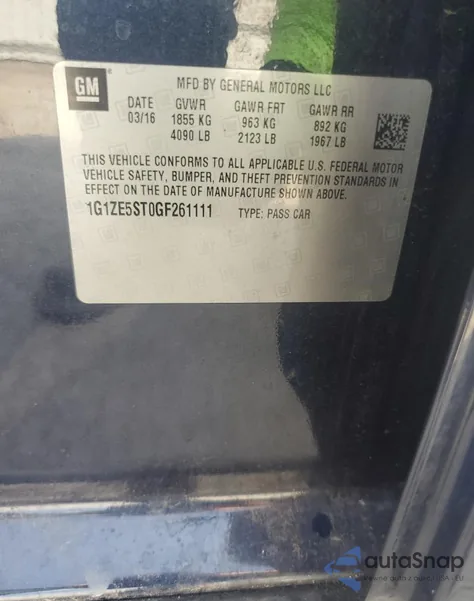 GM
MFD BY GENERAL MOTORS LLC
DATE GVWR GAWR FRT GAWR RR
03/16 1855 KG 963 KG 892 KG
4090 LB 2123 LB 1967 LB
THIS VEHICLE CONFORMS TO ALL APPLICABLE U.S. FEDERAL MOTOR
VEHICLE SAFETY, BUMPER, AND THEFT PREVENTION STANDARDS IN
EFFECT ON THE DATE OF MANUFACTURE SHOWN ABOVE.
1G1ZE5ST0GF261111 TYPE: PASS CAR
autoSnap